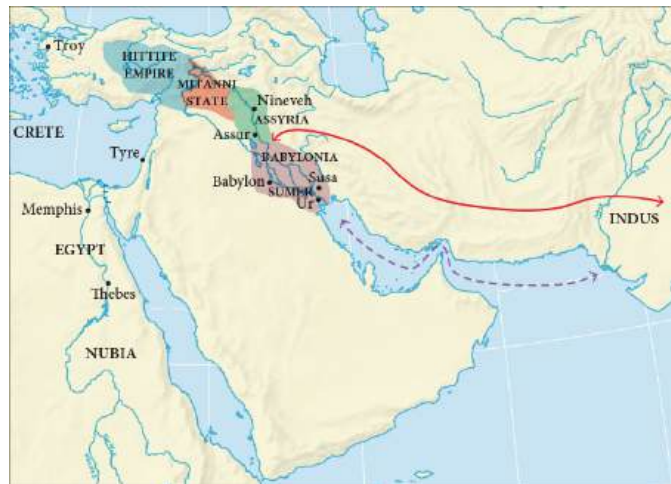 Troy
HITTITE
EMPIRE
MITANNI
STATE
Nineveh
ASSYRIA
CRETE
Assur
Tyre
BABYLONIA
Babylon
Susa
SUMER
Ur
Memphis
INDUS
EGYPT
Thebes
NUBIA